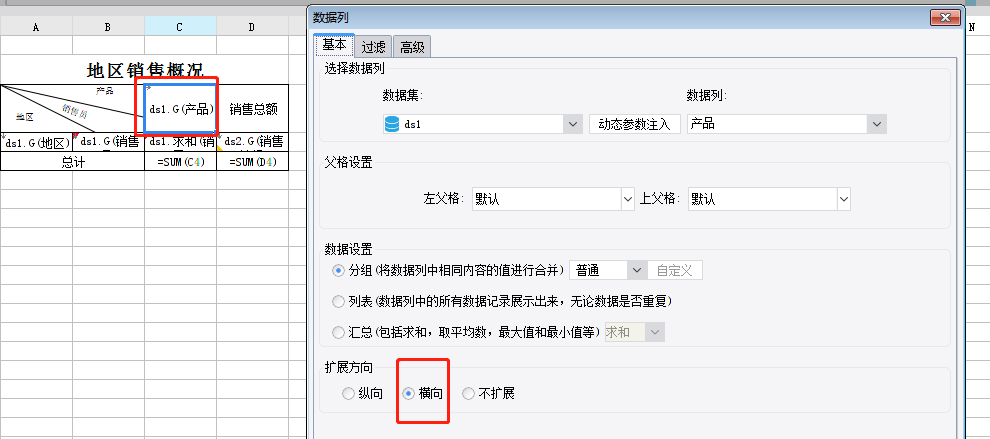 数据列
A B C D N
基本 过滤 高级
选择数据列
数据集: 数据列:
ds1 动态参数注入 产品
父格设置
左父格: 默认 上父格: 默认
数据设置
分组(将数据列中相同内容的值进行合并) 普通 自定义
列表(数据列中的所有数据记录展示出来，无论数据是否重复)
汇总(包括求和，取平均数，最大值和最小值等) 求和
扩展方向
纵向 横向 不扩展
地区销售概况
产品
销售员
地区
ds1.G(产品) 销售总额
ds1.G(地区) ds1.G(销售 ds1.求和(销 ds2.G(销售
总计 =SUM(C4) =SUM(D4)